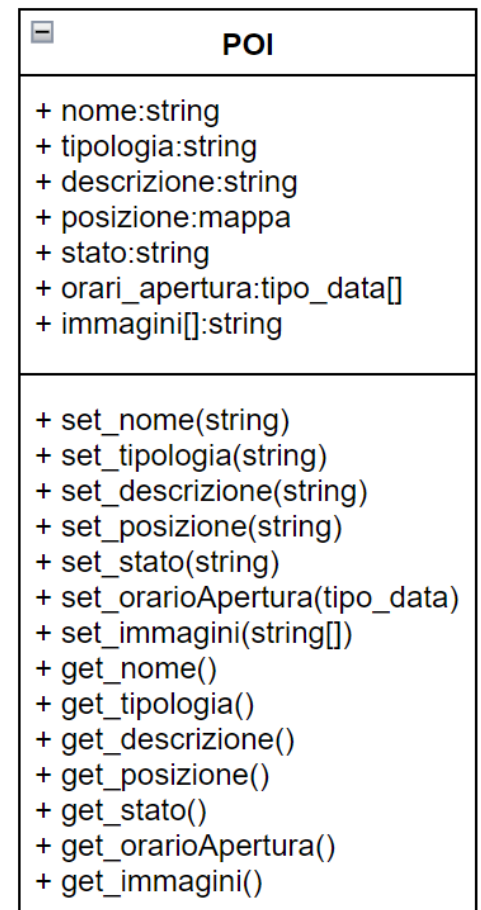 POI
+ nome:string
+ tipologia:string
+ descrizione:string
+ posizione:mappa
+ stato:string
+ orari_apertura:tipo_data[]
+ immagini[]:string
+ set_nome(string)
+ set_tipologia(string)
+ set_descrizione(string)
+ set_posizione(string)
+ set_stato(string)
+ set_orarioApertura(tipo_data)
+ set_immagini(string[])
+ get_nome()
+ get_tipologia()
+ get_descrizione()
+ get_posizione()
+ get_stato()
+ get_orarioApertura()
+ get_immagini()